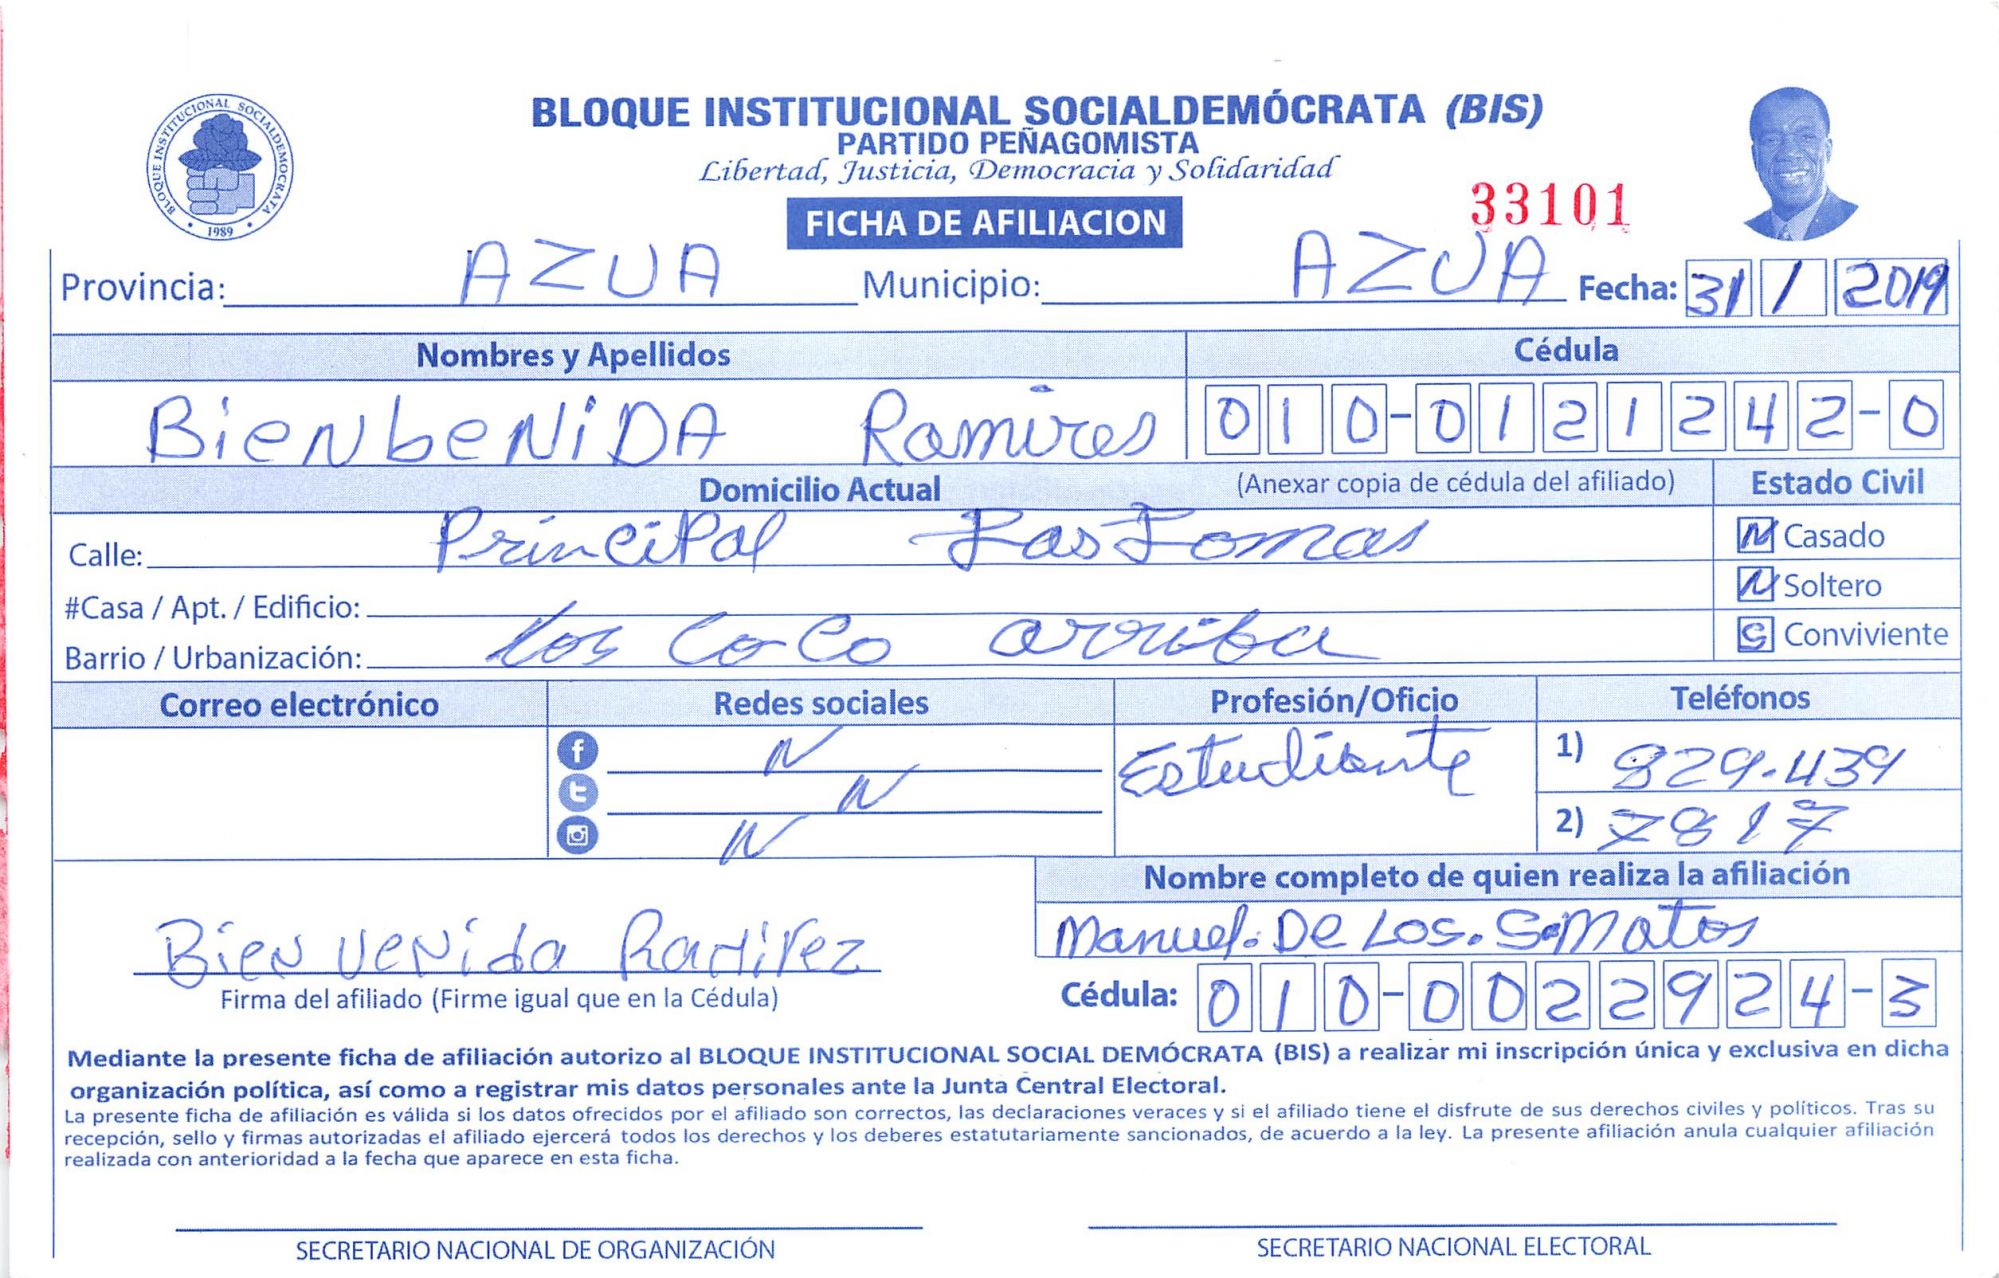 BLOQUE INSTITUCIONAL SOCIALDEMOCRATA
1989
BLOQUE INSTITUCIONAL SOCIALDEMÓCRATA (BIS)
PARTIDO PEÑAGOMISTA
Libertad, Justicia, Democracia y Solidaridad
33101
FICHA DE AFILIACION
Provincia: AZUA Municipio: AZUA Fecha: 31 / 2019
Nombres y Apellidos Cédula
BienbeNiDA Ramires 010-0121242-0
Domicilio Actual (Anexar copia de cédula del afiliado) Estado Civil
Calle: PrinciPal Las Lomas N Casado
#Casa / Apt. / Edificio: N Soltero
Barrio / Urbanización: Los CoCo arriba S Conviviente
Correo electrónico Redes sociales Profesión/Oficio Teléfonos
N Estudiante 1) 829-439
N
N 2) 7817
Nombre completo de quien realiza la afiliación
Manuel. De Los. S. Matos
Bienvenida Ramirez
Firma del afiliado (Firme igual que en la Cédula) Cédula: 010-0022924-3
Mediante la presente ficha de afiliación autorizo al BLOQUE INSTITUCIONAL SOCIAL DEMÓCRATA (BIS) a realizar mi inscripción única y exclusiva en dicha
organización política, así como a registrar mis datos personales ante la Junta Central Electoral.
La presente ficha de afiliación es válida si los datos ofrecidos por el afiliado son correctos, las declaraciones veraces y si el afiliado tiene el disfrute de sus derechos civiles y políticos. Tras su
recepción, sello y firmas autorizadas el afiliado ejercerá todos los derechos y los deberes estatutariamente sancionados, de acuerdo a la ley. La presente afiliación anula cualquier afiliación
realizada con anterioridad a la fecha que aparece en esta ficha.
SECRETARIO NACIONAL DE ORGANIZACIÓN SECRETARIO NACIONAL ELECTORAL